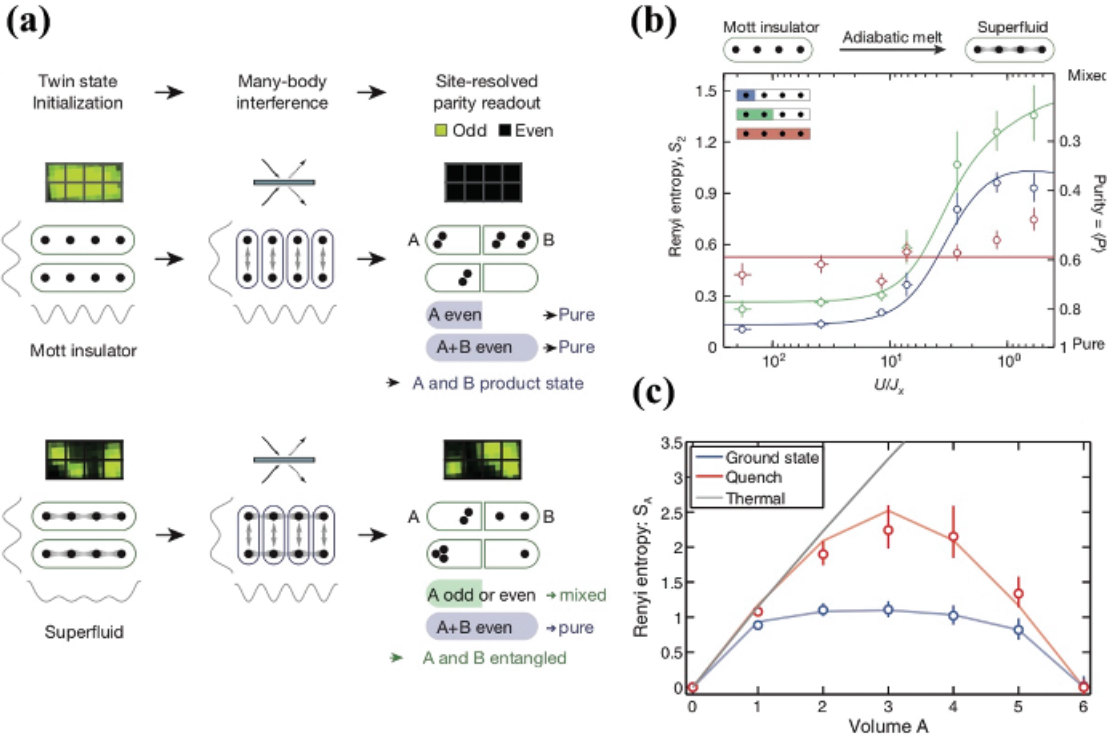 (a)
Twin state
Initialization
Many-body
interference
Site-resolved
parity readout
Odd Even
A B
A even → Pure
A+B even → Pure
Mott insulator
➤ A and B product state
A B
A odd or even → mixed
A+B even → pure
Superfluid
➤ A and B entangled
(b)
Mott insulator Adiabatic melt Superfluid
Mixed
1.5
1.2
0.9
0.6
0.3
0
Renyi entropy, S₂
0.3
0.4
0.6
0.8
1 Pure
Purity = ⟨P⟩
10² 10¹ 10⁰
U/Jₓ
(c)
3.5
3
2.5
2
1.5
1
0.5
0
Renyi entropy: S_A
Ground state
Quench
Thermal
0 1 2 3 4 5 6
Volume A